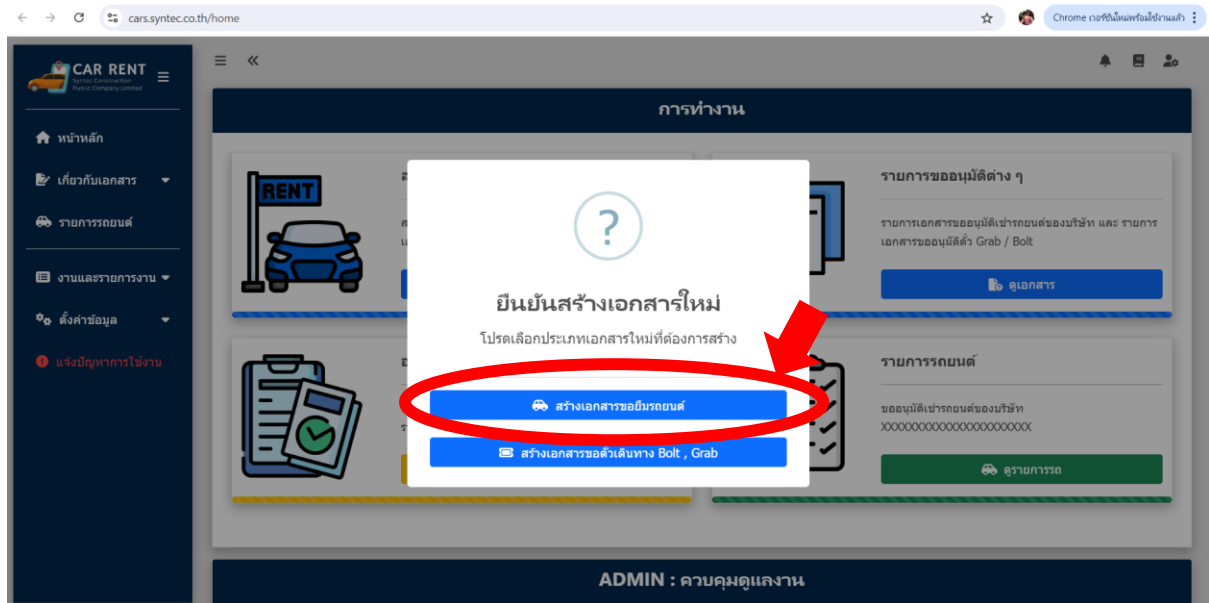 cars.syntec.co.th/home
Chrome เวอร์ชันใหม่พร้อมใช้งานแล้ว
CAR RENT
Syntec Construction
Public Company Limited
หน้าหลัก
เกี่ยวกับเอกสาร
รายการรถยนต์
งานและรายการงาน
ตั้งค่าข้อมูล
แจ้งปัญหาการใช้งาน
การทำงาน
RENT
รายการขออนุมัติต่าง ๆ
รายการเอกสารขออนุมัติเช่ารถยนต์ของบริษัท และ รายการ
เอกสารขออนุมัติตั๋ว Grab / Bolt
ดูเอกสาร
?
ยืนยันสร้างเอกสารใหม่
โปรดเลือกประเภทเอกสารใหม่ที่ต้องการสร้าง
สร้างเอกสารขอยืมรถยนต์
สร้างเอกสารขอตั๋วเดินทาง Bolt , Grab
รายการรถยนต์
ขออนุมัติเช่ารถยนต์ของบริษัท
XXXXXXXXXXXXXXXXXXXXXXX
ดูรายการรถ
ADMIN : ควบคุมดูแลงาน